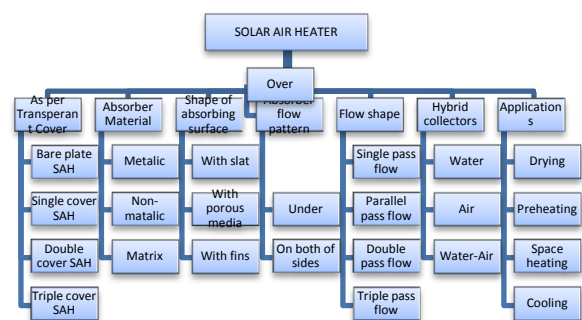 SOLAR AIR HEATER
Over
As per
Transperan
t Cover
Absorber
Material
Shape of
absorbing
surface
Absorber
flow
pattern
Flow shape
Hybrid
collectors
Application
s
Bare plate
SAH
Single cover
SAH
Double
cover SAH
Triple cover
SAH
Metalic
Non-
matalic
Matrix
With slat
With
porous
media
With fins
Under
On both of
sides
Single pass
flow
Parallel
pass flow
Double
pass flow
Triple pass
flow
Water
Air
Water-Air
Drying
Preheating
Space
heating
Cooling